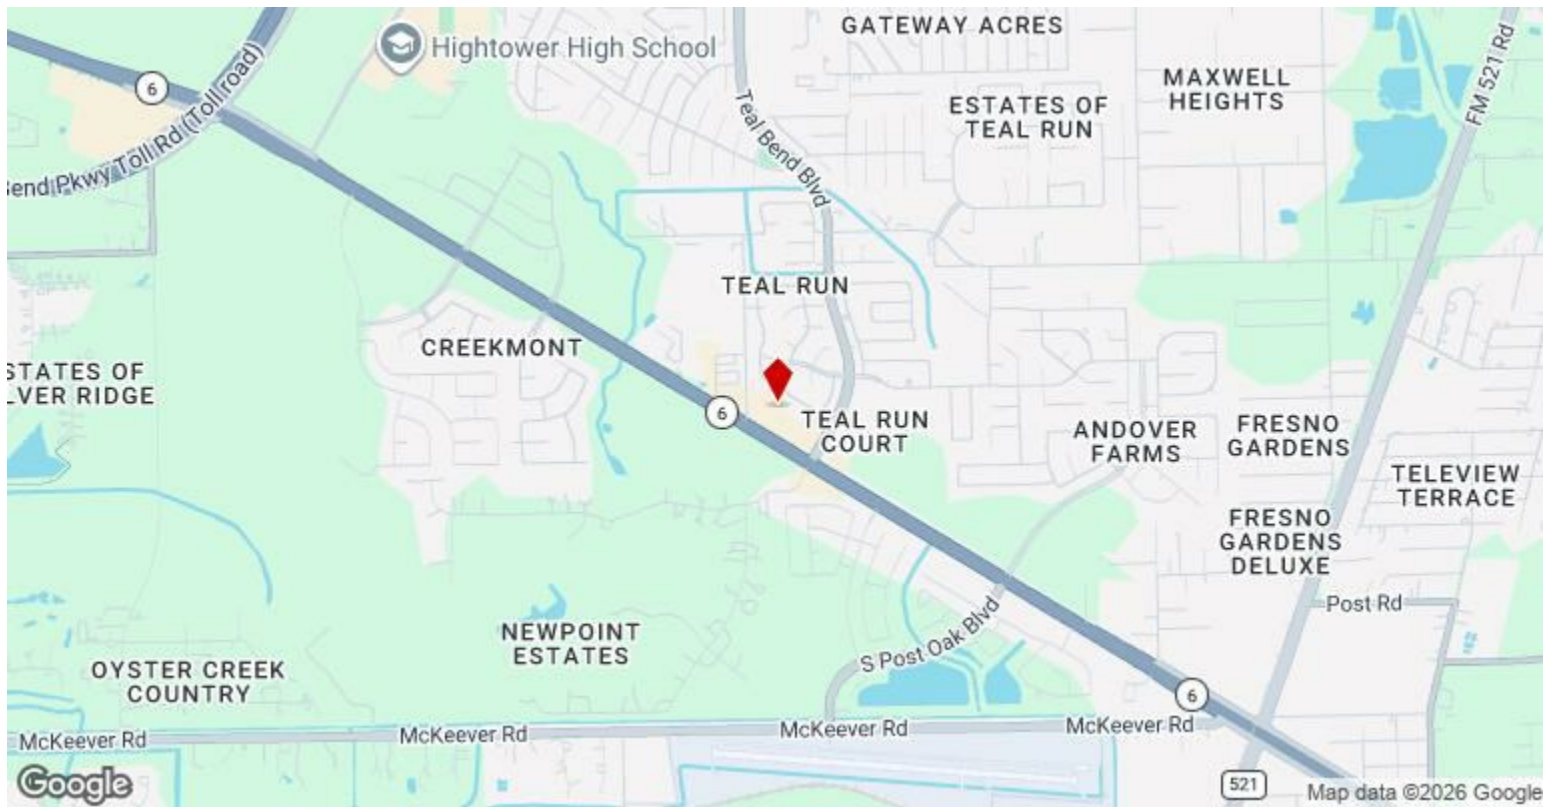 GATEWAY ACRES
Hightower High School
6
MAXWELL
HEIGHTS
FM 521 Rd
ESTATES OF
TEAL RUN
Teal Bend Blvd
Bend Pkwy Toll Rd (Toll road)
TEAL RUN
CREEKMONT
STATES OF
LVER RIDGE
6
TEAL RUN
COURT
ANDOVER
FARMS
FRESNO
GARDENS
TELEVIEW
TERRACE
FRESNO
GARDENS
DELUXE
Post Rd
NEWPOINT
ESTATES
S Post Oak Blvd
OYSTER CREEK
COUNTRY
6
McKeever Rd
McKeever Rd
McKeever Rd
McKeever Rd
521
Google
Map data ©2026 Google